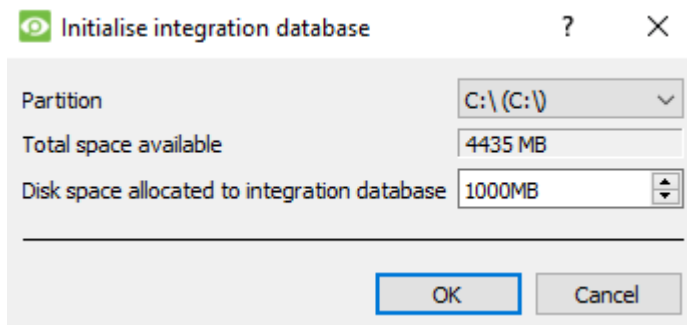 Initialise integration database ?
Partition C:\ (C:\)
Total space available 4435 MB
Disk space allocated to integration database 1000MB
OK Cancel